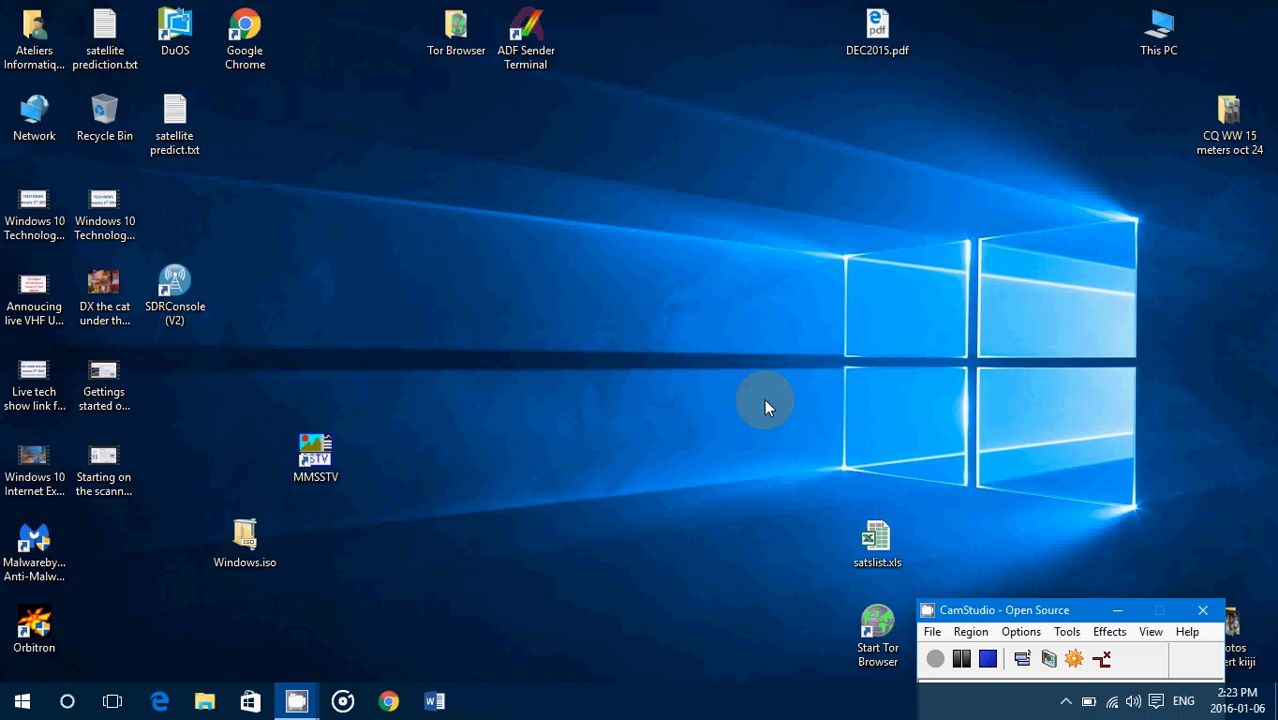 Ateliers
Informatiq...
satellite
prediction.txt
DuOS
Google
Chrome
Tor Browser
ADF Sender
Terminal
pdf
DEC2015.pdf
This PC
Network
Recycle Bin
satellite
predict.txt
CQ WW 15
meters oct 24
Windows 10
Technolog...
Windows 10
Technolog...
Annoucing
live VHF U...
DX the cat
under th...
SDRConsole
(V2)
Live tech
show link f...
Gettings
started o...
SSTV
MMSSTV
Windows 10
Internet Ex...
Starting on
the scann...
Malwareby...
Anti-Malw...
Windows.iso
satslist.xls
Orbitron
Start Tor
Browser
CamStudio - Open Source
File Region Options Tools Effects View Help
ert kiiji
ENG
2:23 PM
2016-01-06